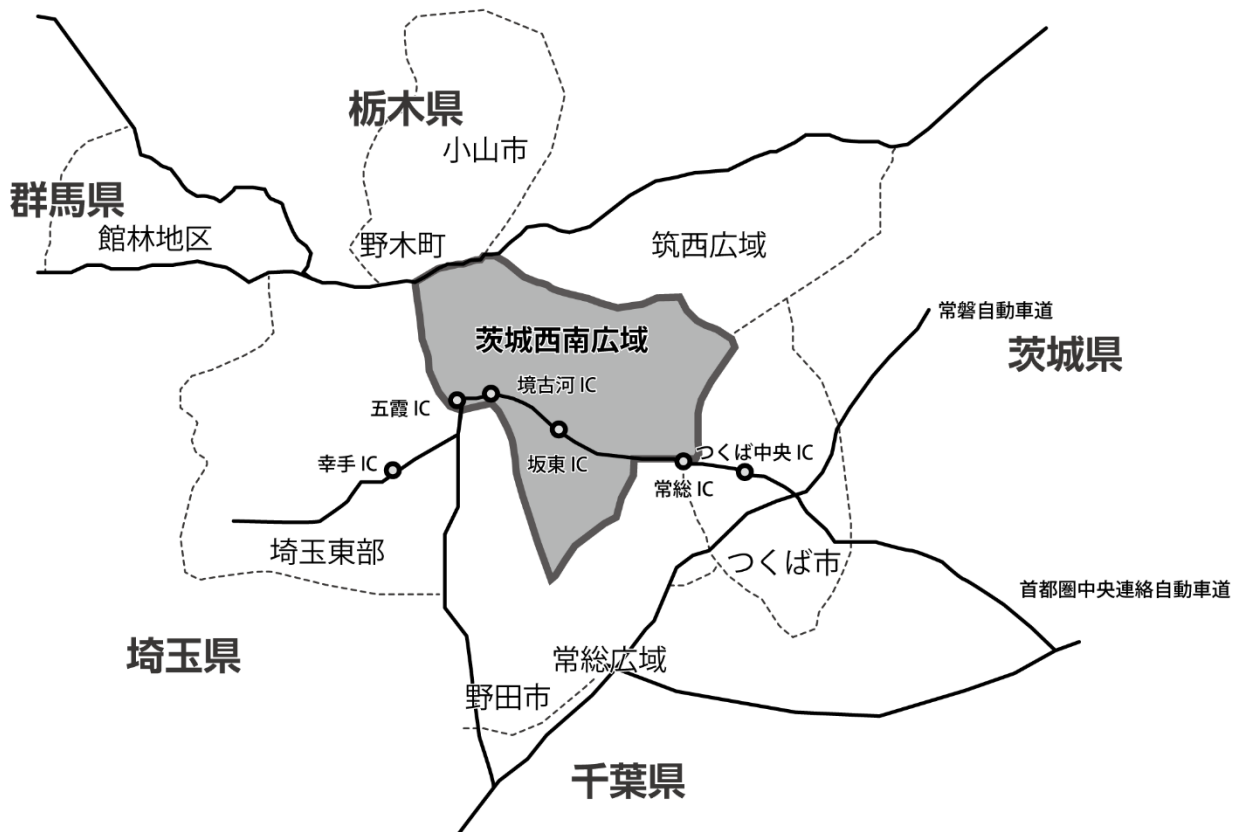 栃木県
小山市
群馬県
館林地区
野木町
筑西広域
常磐自動車道
茨城西南広域
茨城県
境古河 IC
五霞 IC
つくば中央 IC
坂東 IC
幸手 IC
常総 IC
埼玉東部
つくば市
首都圏中央連絡自動車道
埼玉県
常総広域
野田市
千葉県